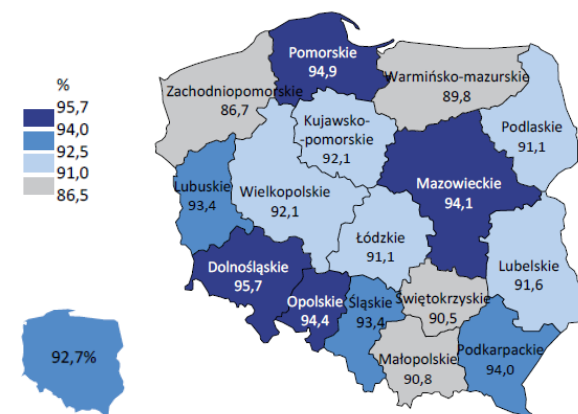 Pomorskie
94,9
Warmińsko-mazurskie
89,8
Zachodniopomorskie
86,7
%
95,7
94,0
92,5
91,0
86,5
Kujawsko-
pomorskie
92,1
Podlaskie
91,1
Lubuskie
93,4
Wielkopolskie
92,1
Mazowieckie
94,1
Łódzkie
91,1
Dolnośląskie
95,7
Lubelskie
91,6
Opolskie
94,4
Śląskie
93,4
Świętokrzyskie
90,5
92,7%
Małopolskie
90,8
Podkarpackie
94,0